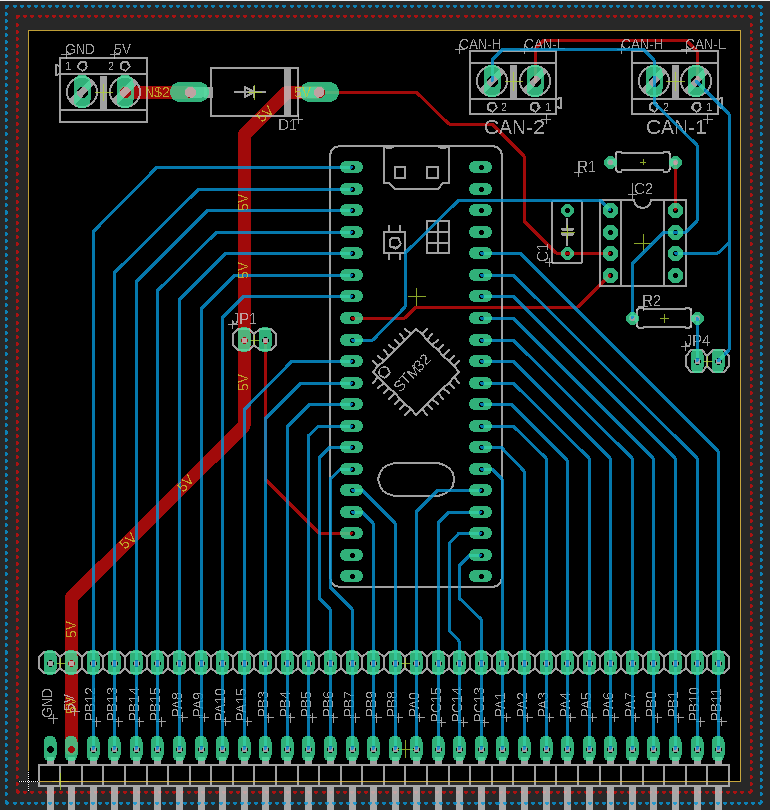 GND 5V
1 2
CAN-H CAN-L
CAN-H CAN-L
N$2
5V
5V
D1
2 1
2 1
CAN-2
CAN-1
R1
IC2
5V
C1
5V
R2
JP1
JP4
5V
STM32
5V
5V
5V
GND
5V
PB12
PB13
PB14
PB15
PA8
PA9
PA10
PA15
PB3
PB4
PB5
PB6
PB7
PB9
PB8
PA0
PC15
PC14
PC13
PA1
PA2
PA3
PA4
PA5
PA6
PA7
PB0
PB1
PB10
PB11